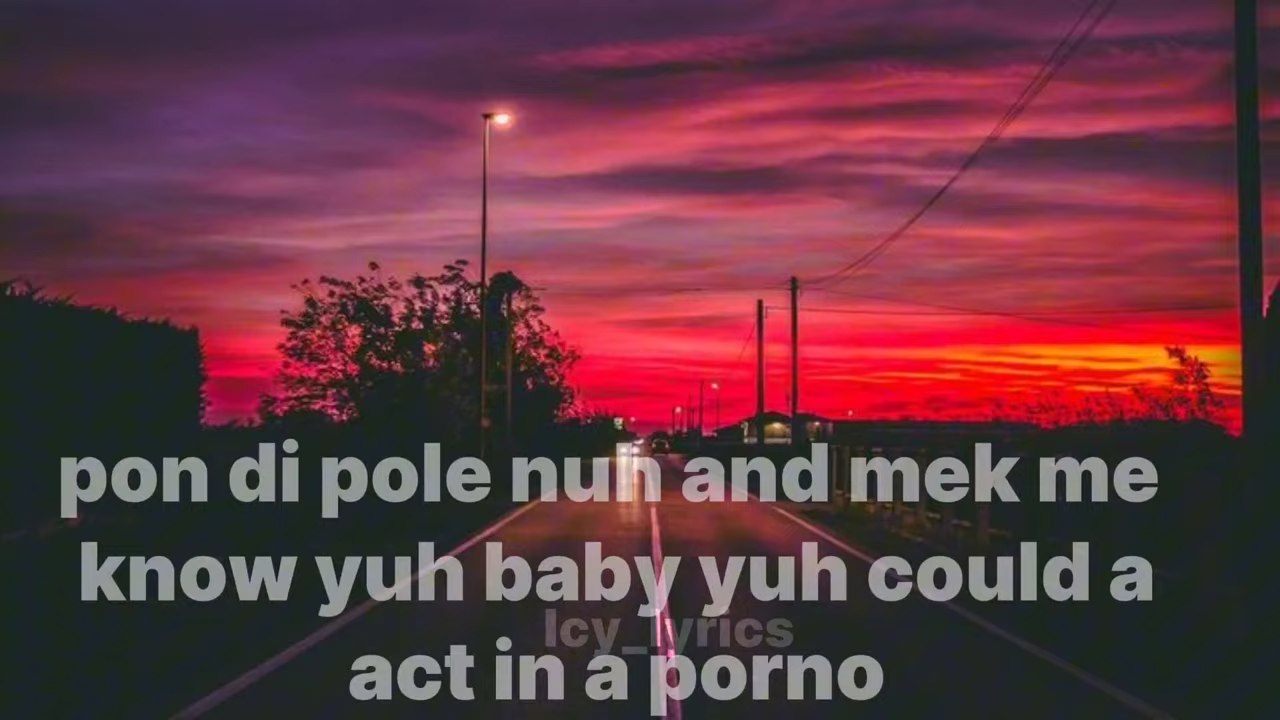 pon di pole nuh and mek me
know yuh baby yuh could a
Icy_lyrics
act in a porno